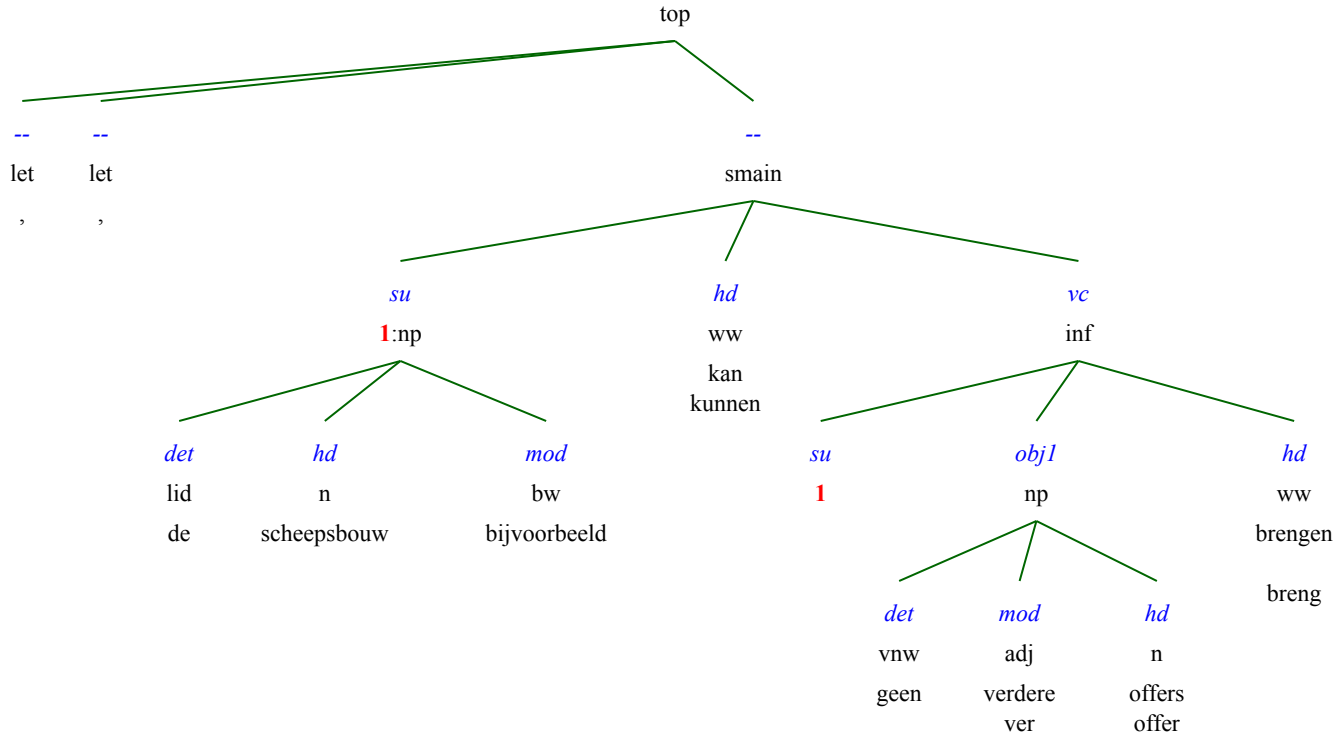 top
-- -- --
let let smain
, ,
su hd vc
1:np ww inf
kan
kunnen
det hd mod su obj1 hd
lid n bw 1 np ww
de scheepsbouw bijvoorbeeld brengen
breng
det mod hd
vnw adj n
geen verdere offers
ver offer